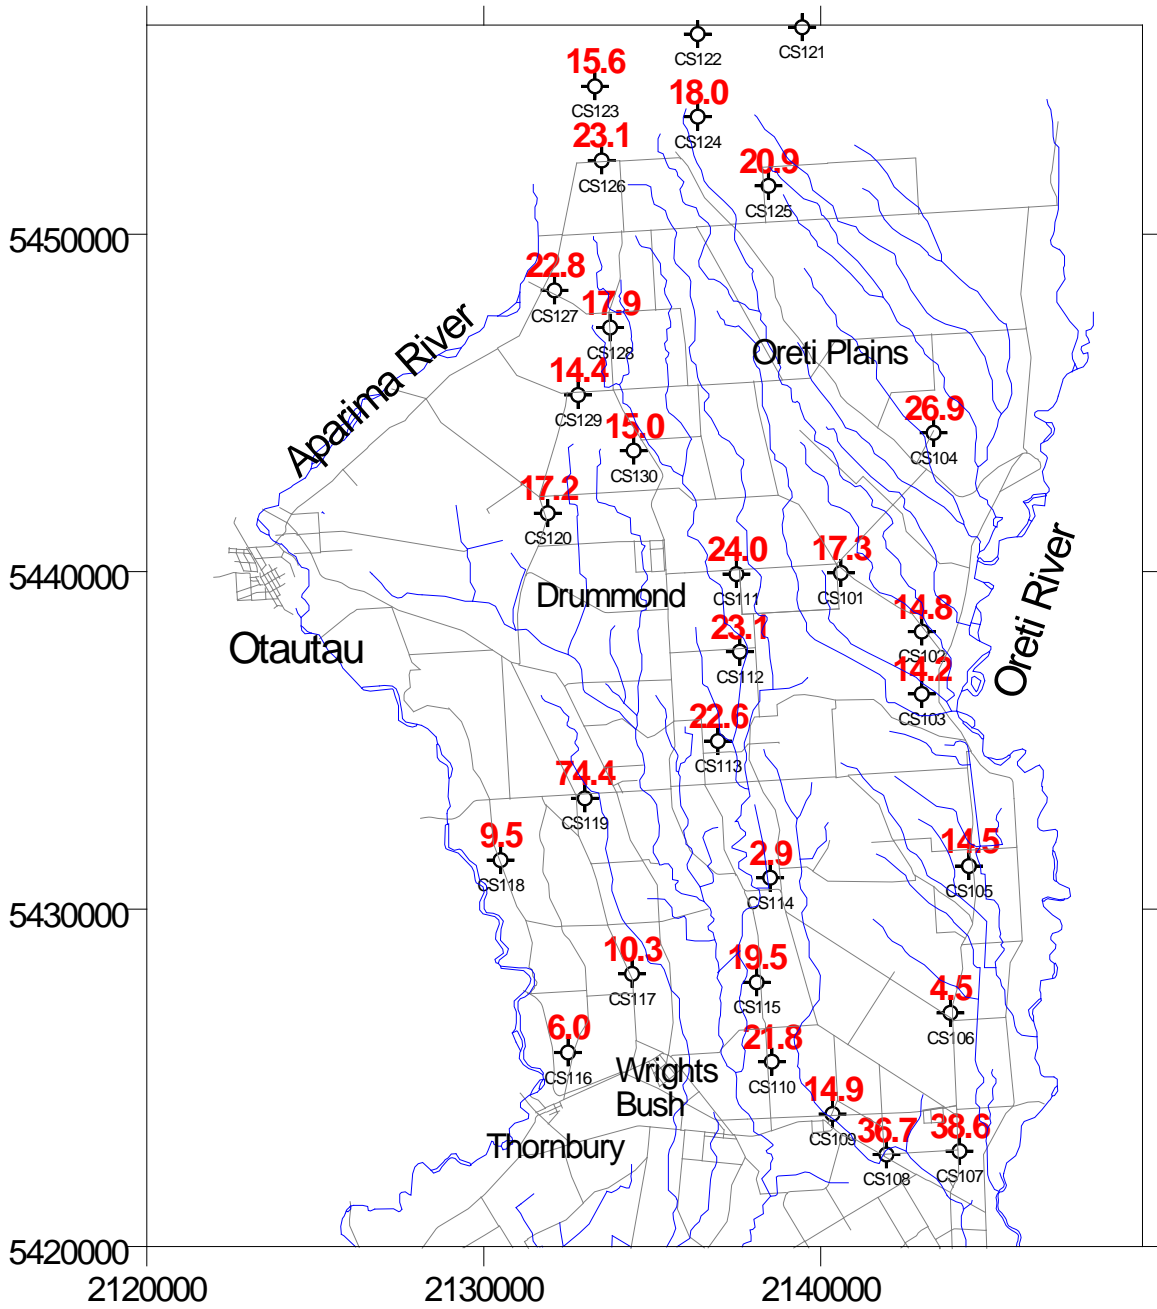 CS121
CS122
15.6
CS123
18.0
CS124
23.1
CS126
20.9
CS125
5450000
22.8
CS127
17.9
CS128
Oreti Plains
Aparima River
14.4
CS129
26.9
CS104
15.0
CS130
17.2
CS120
24.0
CS111
17.3
CS101
5440000
Drummond
14.8
CS102
Oreti River
Otautau
23.1
CS112
14.2
CS103
22.6
CS113
74.4
CS119
9.5
CS118
2.9
CS114
14.5
CS105
5430000
10.3
CS117
19.5
CS115
4.5
CS106
6.0
CS116
21.8
CS110
Wrights
Bush
14.9
CS109
36.7
CS108
38.6
CS107
Thornbury
5420000
2120000
2130000
2140000